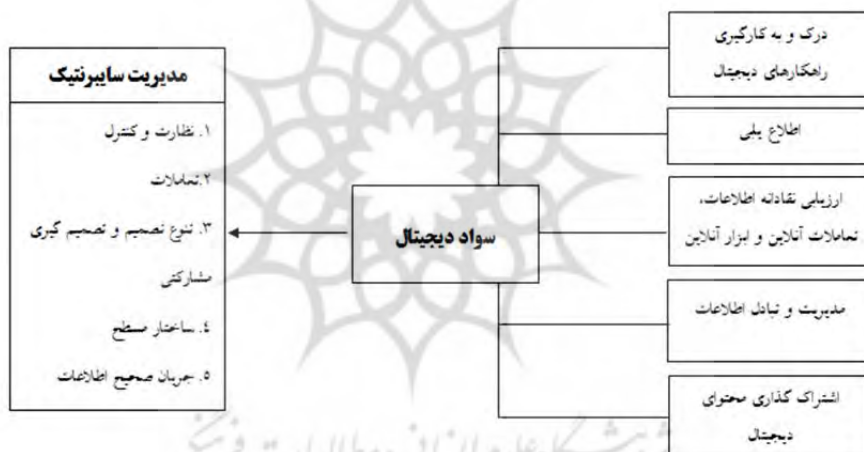 درک و به کارگیری
راهکارهای دیجیتال
اطلاع یابی
ارزیابی نقادانه اطلاعات،
تعاملات آنلاین و ابزار آنلاین
مدیریت و تبادل اطلاعات
اشتراک گذاری محتوای
دیجیتال
سواد دیجیتال
مدیریت سایبرنتیک
۱. نظارت و کنترل
۲.تعاملات
۳. تنوع تصمیم و تصمیم گیری
مشارکتی
٤. ساختار مسطح
۵. جریان صحیح اطلاعات